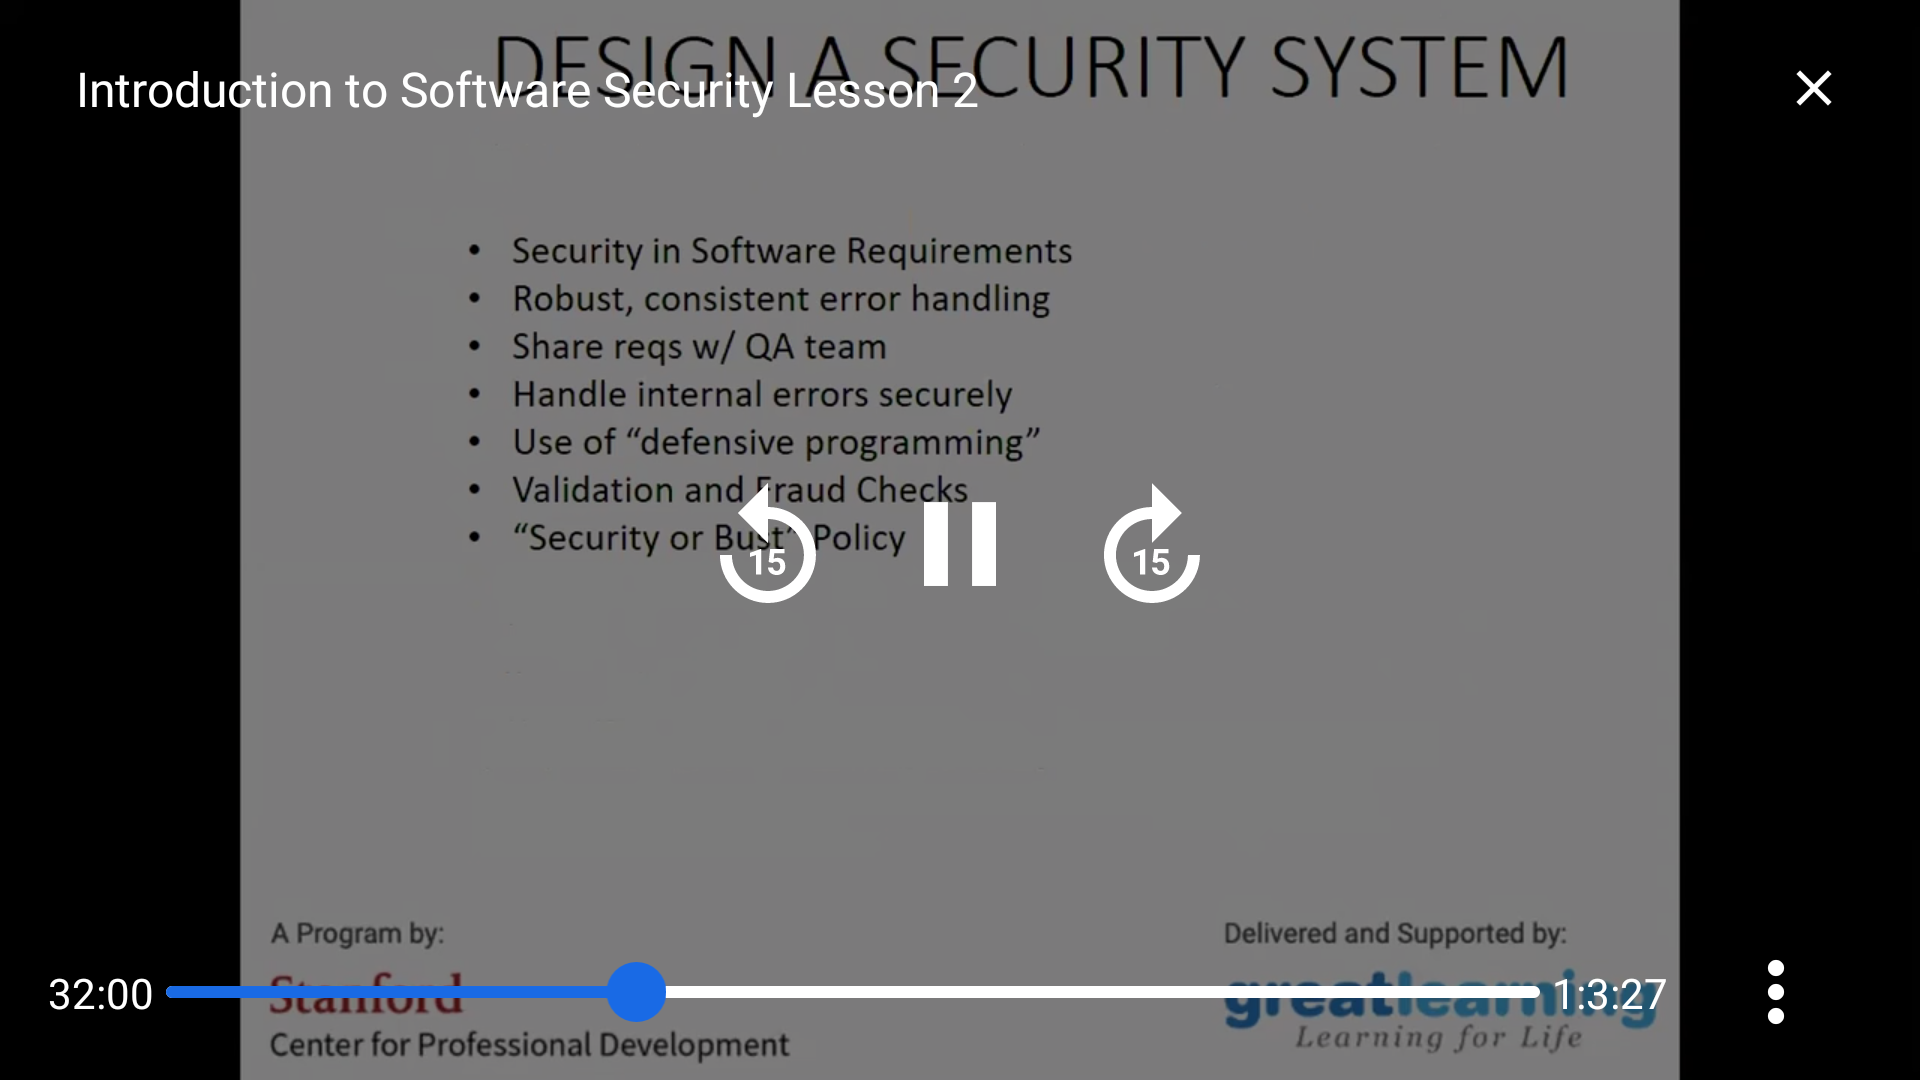 DESIGN A SECURITY SYSTEM
Introduction to Software Security Lesson 2
• Security in Software Requirements
• Robust, consistent error handling
• Share reqs w/ QA team
• Handle internal errors securely
• Use of “defensive programming”
• Validation and Fraud Checks
• “Security or Bust” Policy
15
15
A Program by:
Stanford
Center for Professional Development
Delivered and Supported by:
greatlearning
Learning for Life
32:00
1:3:27